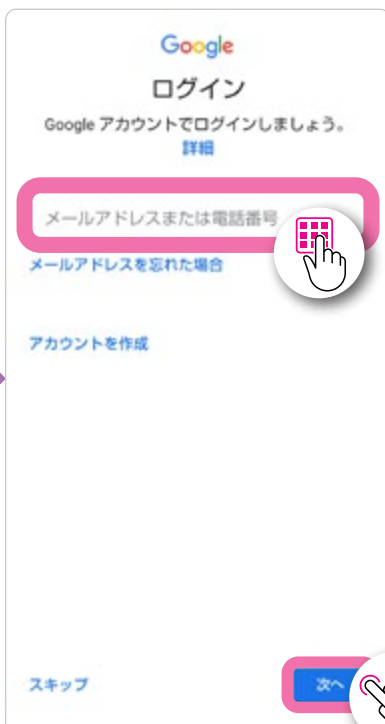 Google
ログイン
Google アカウントでログインしましょう。
詳細
メールアドレスまたは電話番号
メールアドレスを忘れた場合
アカウントを作成
スキップ
次へ